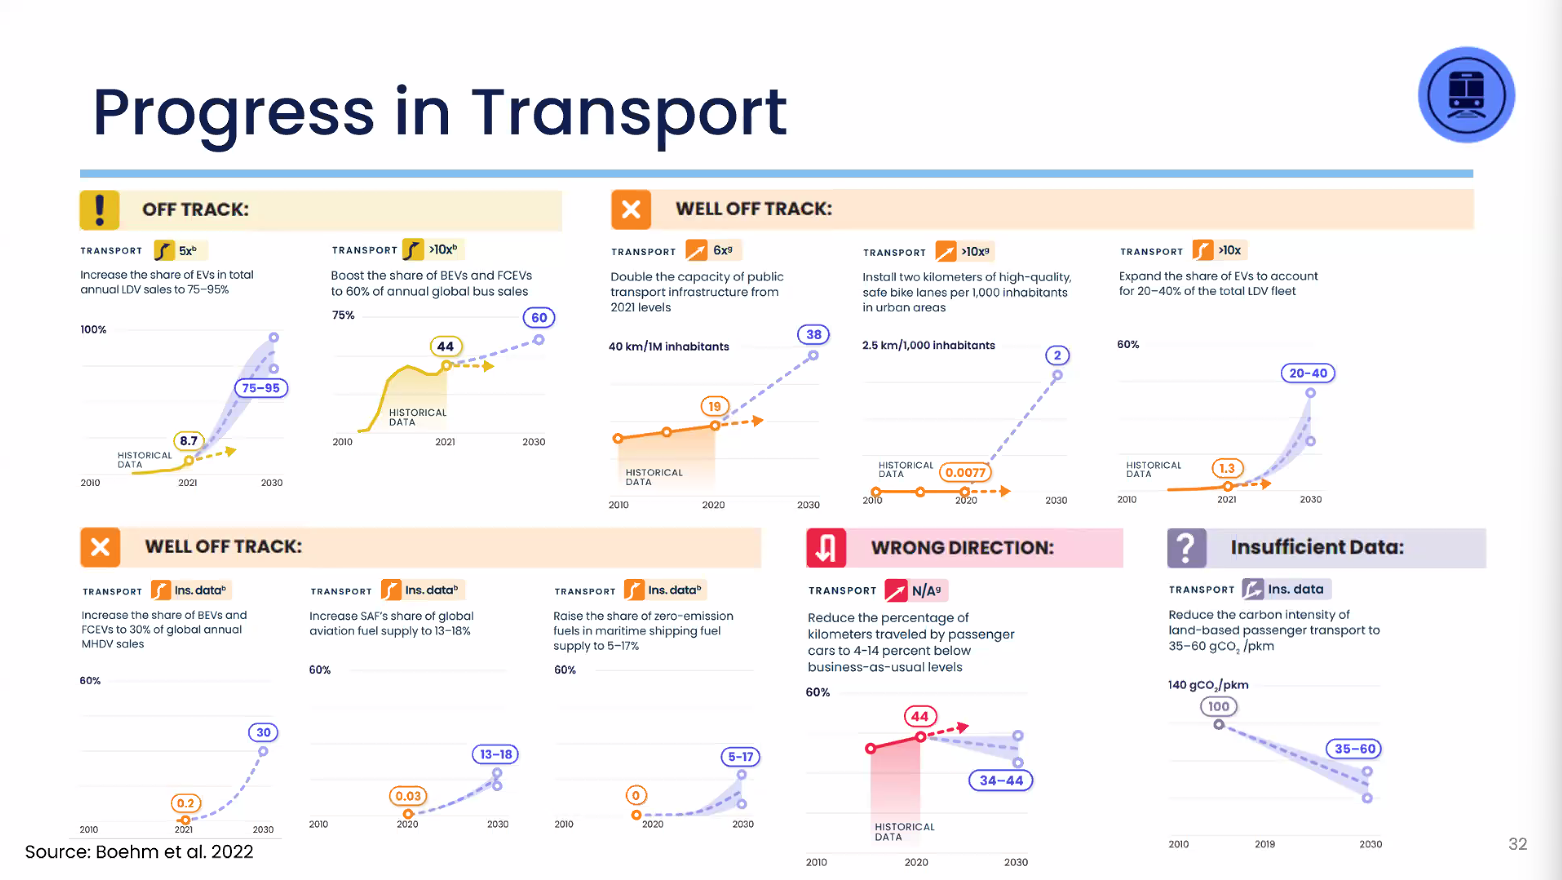 Progress in Transport
OFF TRACK:
TRANSPORT 5xᵇ
Increase the share of EVs in total
annual LDV sales to 75–95%
100%
75–95
8.7
HISTORICAL
DATA
2010 2021 2030
TRANSPORT >10xᵇ
Boost the share of BEVs and FCEVs
to 60% of annual global bus sales
75%
60
44
HISTORICAL
DATA
2010 2021 2030
WELL OFF TRACK:
TRANSPORT 6xᵍ
Double the capacity of public
transport infrastructure from
2021 levels
40 km/1M inhabitants
38
19
HISTORICAL
DATA
2010 2020 2030
TRANSPORT >10xᵍ
Install two kilometers of high-quality,
safe bike lanes per 1,000 inhabitants
in urban areas
2.5 km/1,000 inhabitants
2
HISTORICAL
DATA
0.0077
2010 2020 2030
TRANSPORT >10x
Expand the share of EVs to account
for 20–40% of the total LDV fleet
60%
20-40
HISTORICAL
DATA
1.3
2010 2021 2030
WELL OFF TRACK:
TRANSPORT Ins. dataᵇ
Increase the share of BEVs and
FCEVs to 30% of global annual
MHDV sales
60%
30
0.2
2010 2021 2030
TRANSPORT Ins. dataᵇ
Increase SAF's share of global
aviation fuel supply to 13–18%
60%
13-18
0.03
2010 2020 2030
TRANSPORT Ins. dataᵇ
Raise the share of zero-emission
fuels in maritime shipping fuel
supply to 5–17%
60%
5-17
0
2010 2020 2030
WRONG DIRECTION:
TRANSPORT N/Aᵍ
Reduce the percentage of
kilometers traveled by passenger
cars to 4-14 percent below
business-as-usual levels
60%
44
34–44
HISTORICAL
DATA
2010 2020 2030
Insufficient Data:
TRANSPORT Ins. data
Reduce the carbon intensity of
land-based passenger transport to
35–60 gCO₂ /pkm
140 gCO₂/pkm
100
35–60
2010 2019 2030
Source: Boehm et al. 2022
32